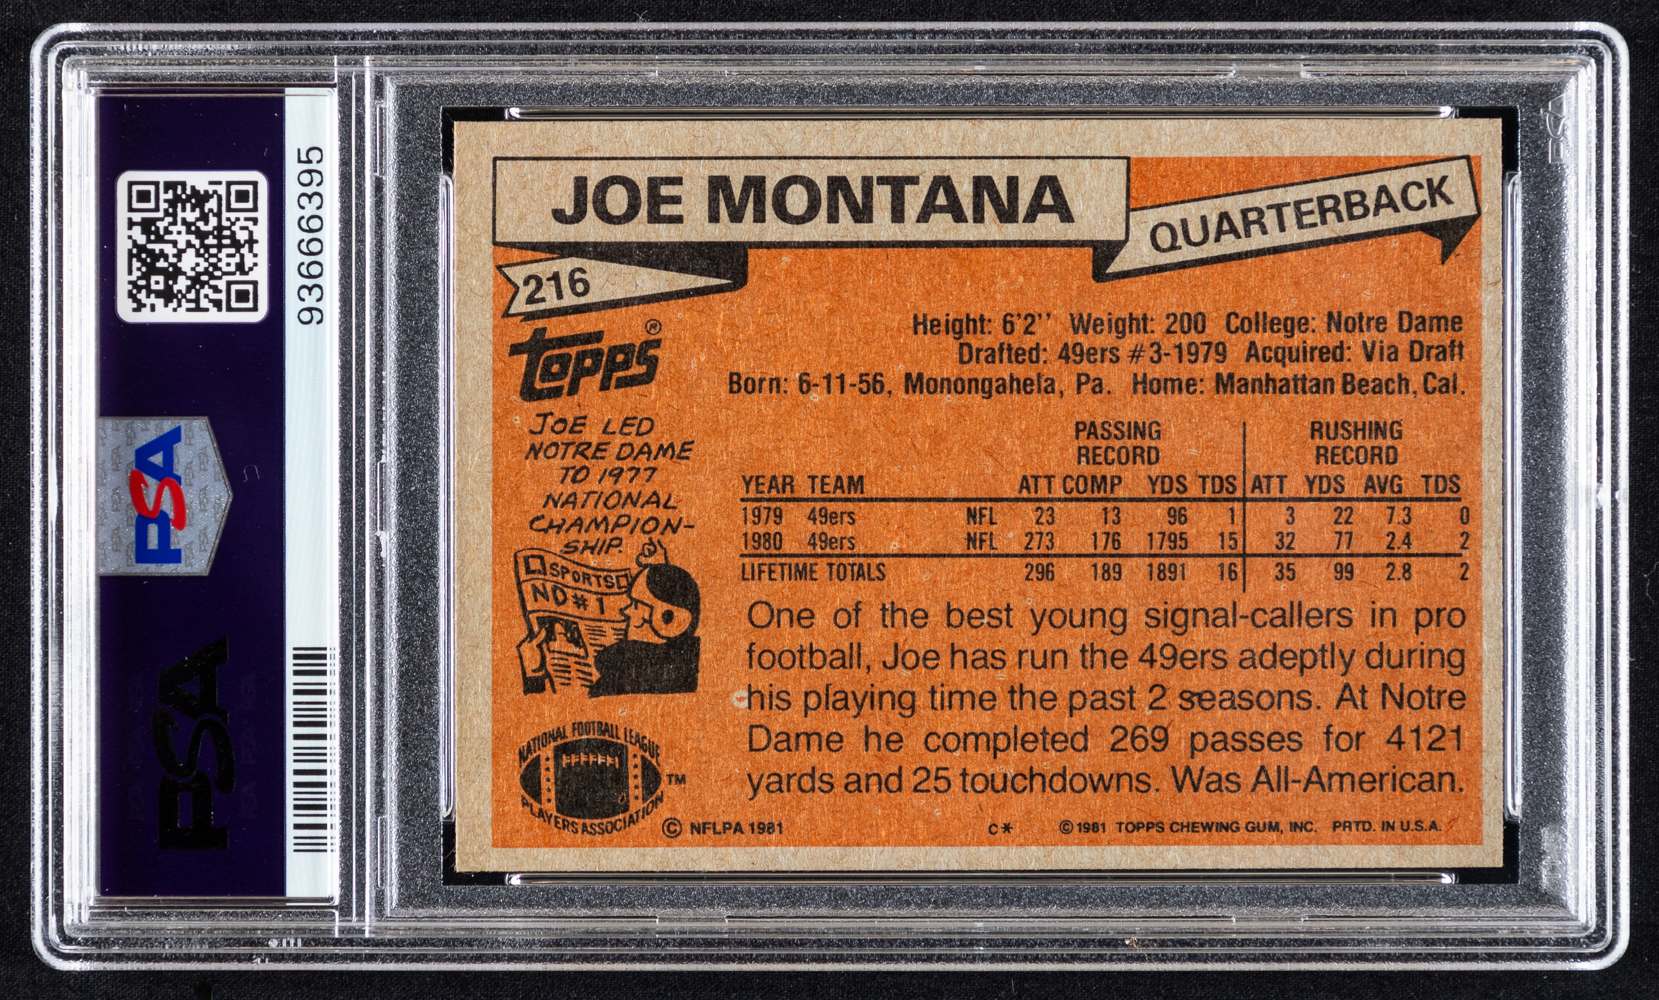 93666395
PSA
PSA
JOE MONTANA
QUARTERBACK
216
TOPPS®
Height: 6'2'' Weight: 200 College: Notre Dame
Drafted: 49ers #3-1979 Acquired: Via Draft
Born: 6-11-56, Monongahela, Pa. Home: Manhattan Beach, Cal.
JOE LED
NOTRE DAME
TO 1977
NATIONAL
CHAMPION-
SHIP.
SPORTS
ND#1
PASSING RUSHING
RECORD RECORD
YEAR TEAM ATT COMP YDS TDS ATT YDS AVG TDS
1979 49ers NFL 23 13 96 1 3 22 7.3 0
1980 49ers NFL 273 176 1795 15 32 77 2.4 2
LIFETIME TOTALS 296 189 1891 16 35 99 2.8 2
One of the best young signal-callers in pro
football, Joe has run the 49ers adeptly during
his playing time the past 2 seasons. At Notre
Dame he completed 269 passes for 4121
yards and 25 touchdowns. Was All-American.
NATIONAL FOOTBALL LEAGUE
PLAYERS ASSOCIATION
TM
© NFLPA 1981
C*
© 1981 TOPPS CHEWING GUM, INC. PRTD. IN U.S.A.